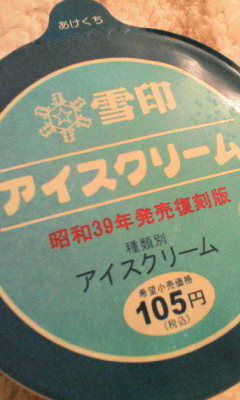 あけくち
雪印
アイスクリーム
昭和39年発売復刻版
種類別
アイスクリーム
希望小売価格
105円
(税込)